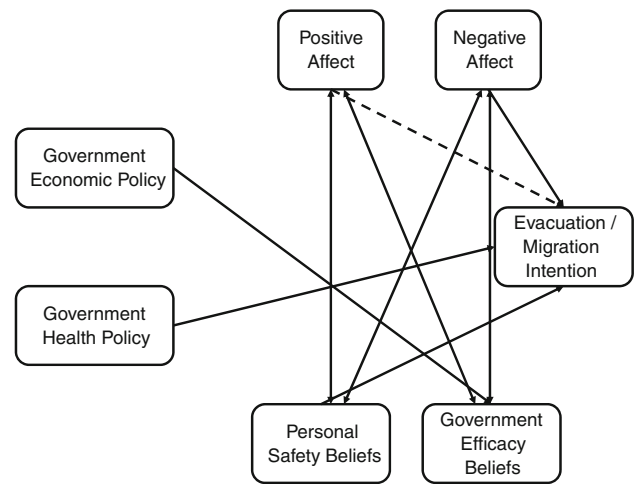 Positive
Affect
Negative
Affect
Government
Economic Policy
Evacuation /
Migration
Intention
Government
Health Policy
Personal
Safety Beliefs
Government
Efficacy
Beliefs